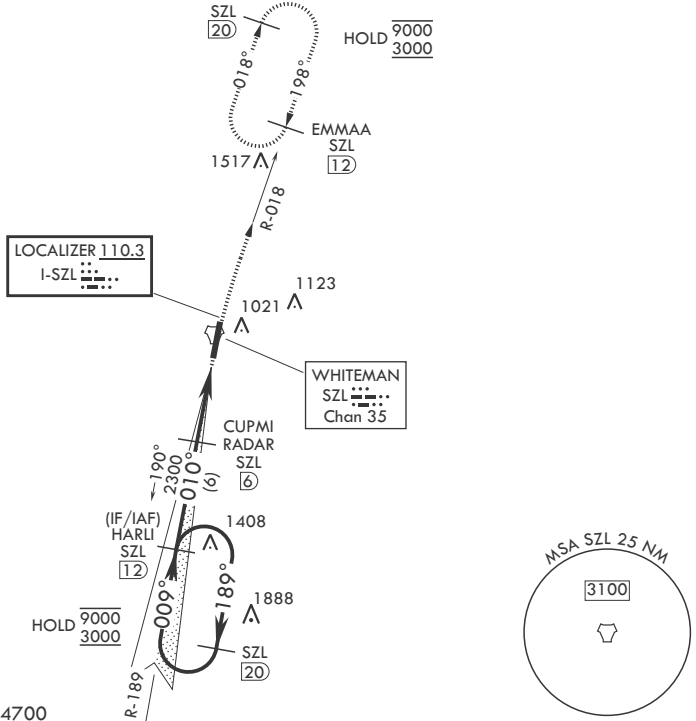 SZL
20
HOLD 9000
3000
018°
198°
EMMAA
SZL
12
1517
R-018
LOCALIZER 110.3
I-SZL
1123
1021
WHITEMAN
SZL
Chan 35
CUPMI
RADAR
SZL
6
190°
2300
010°
(6)
(IF/IAF)
HARLI
SZL
12
1408
009°
189°
1888
HOLD 9000
3000
SZL
20
R-189
4700
MSA SZL 25 NM
3100